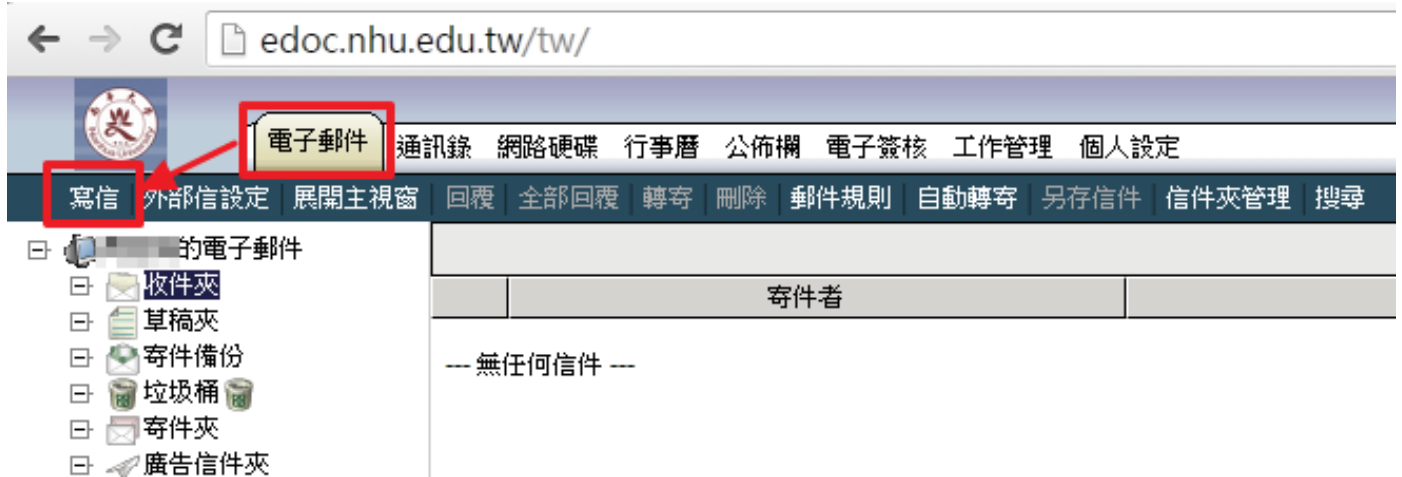 edoc.nhu.edu.tw/tw/
電子郵件 通訊錄 網路硬碟 行事曆 公佈欄 電子簽核 工作管理 個人設定
寫信 外部信設定 展開主視窗 回覆 全部回覆 轉寄 刪除 郵件規則 自動轉寄 另存信件 信件夾管理 搜尋
的電子郵件
收件夾
寄件者
草稿夾
寄件備份
--- 無任何信件 ---
垃圾桶
寄件夾
廣告信件夾